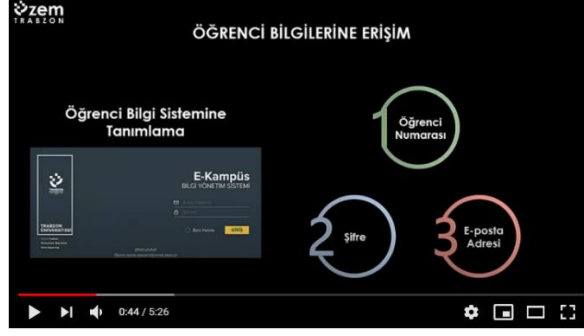 özem
TRABZON
ÖĞRENCİ BİLGİLERİNE ERİŞİM
Öğrenci Bilgi Sistemine
Tanımlama
E-Kampüs
BİLGİ YÖNETİM SİSTEMİ
TRABZON
ÜNİVERSİTESİ
Beni Hatırla
GİRİŞ
1
Öğrenci
Numarası
2
Şifre
3
E-posta
Adresi
0:44 / 5:26